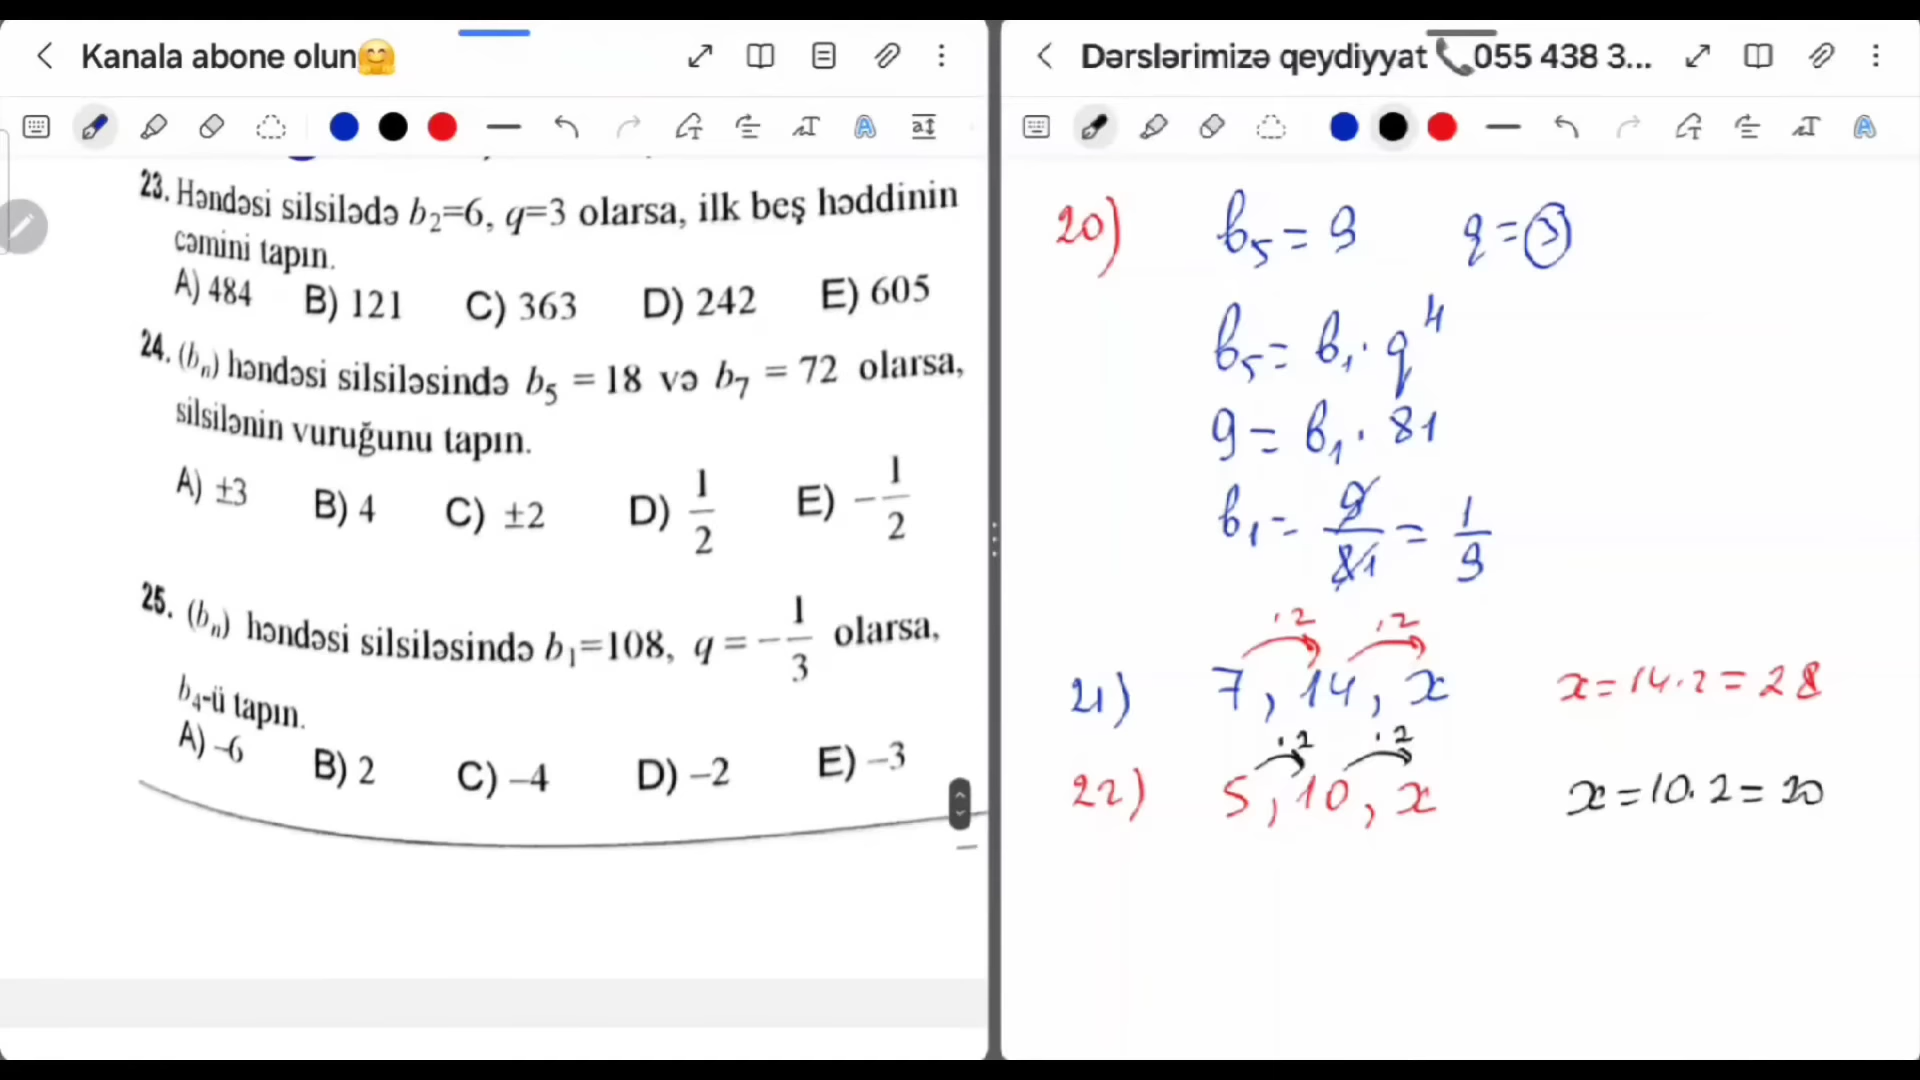 Kanala abone olun🤗
Dərslərimizə qeydiyyat 📞055 438 3...
23. Həndəsi silsilədə b₂=6, q=3 olarsa, ilk beş həddinin
cəmini tapın.
A) 484 B) 121 C) 363 D) 242 E) 605
24. (bₙ) həndəsi silsiləsində b₅ = 18 və b₇ = 72 olarsa,
silsilənin vuruğunu tapın.
A) ±3 B) 4 C) ±2 D) 1/2 E) −1/2
25. (bₙ) həndəsi silsiləsində b₁=108, q = −1/3 olarsa,
b₄-ü tapın.
A) −6 B) 2 C) −4 D) −2 E) −3
20) b₅ = 9 q = 3
b₅ = b₁ · q⁴
9 = b₁ · 81
b₁ = 9/81 = 1/9
·2 ·2
21) 7, 14, x x = 14 · 2 = 28
·2 ·2
22) 5, 10, x x = 10 · 2 = 20